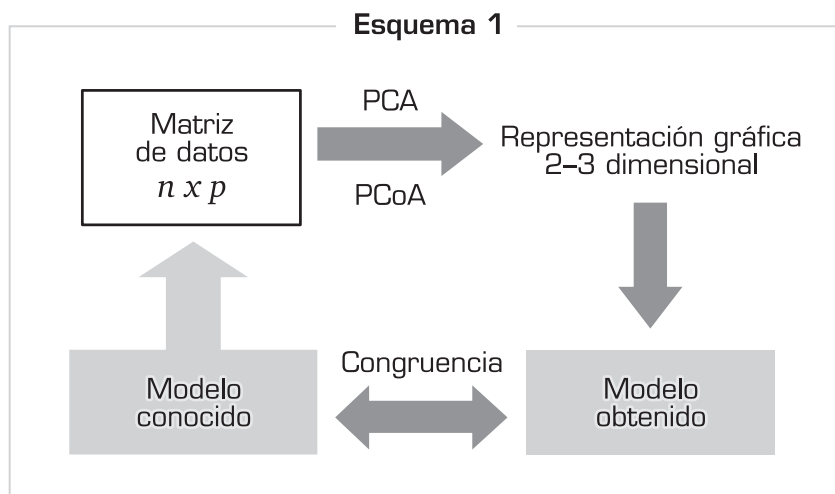 Esquema 1
Matriz
de datos
n x p
PCA
PCoA
Representación gráfica
2–3 dimensional
Modelo
conocido
Congruencia
Modelo
obtenido